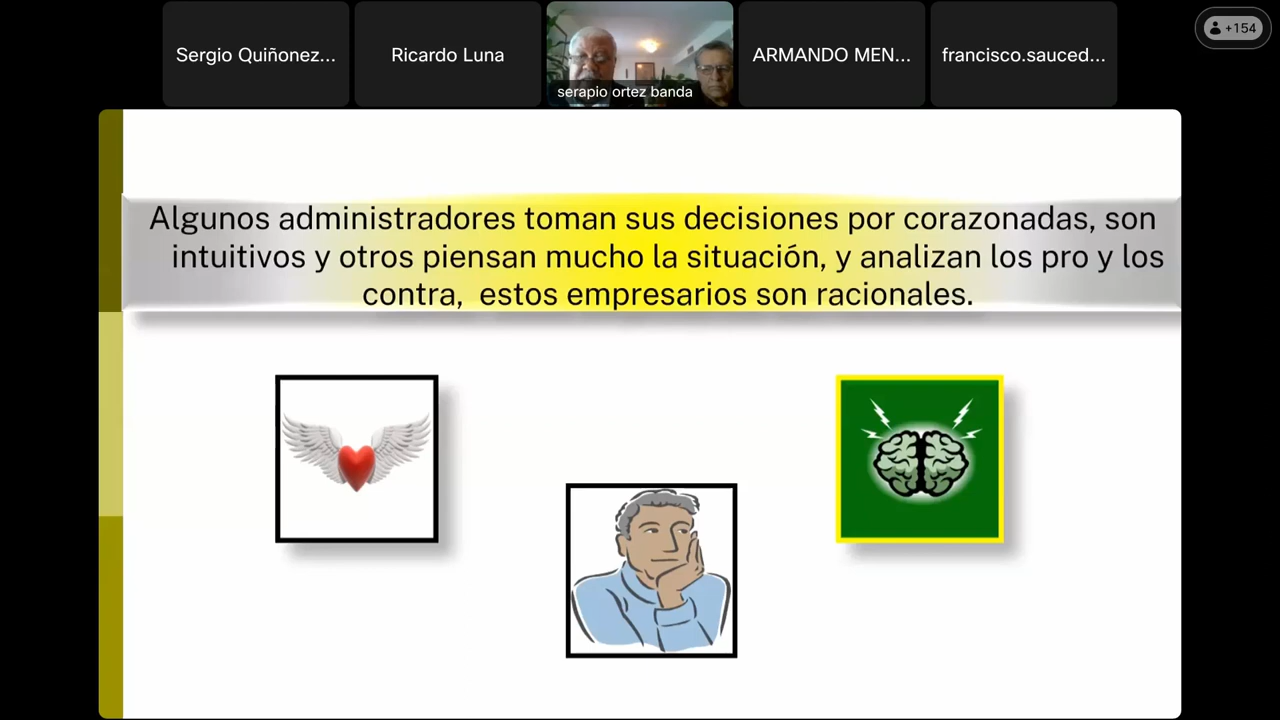 Sergio Quiñonez...
Ricardo Luna
serapio ortez banda
ARMANDO MEN...
francisco.sauced...
+154
Algunos administradores toman sus decisiones por corazonadas, son
intuitivos y otros piensan mucho la situación, y analizan los pro y los
contra, estos empresarios son racionales.